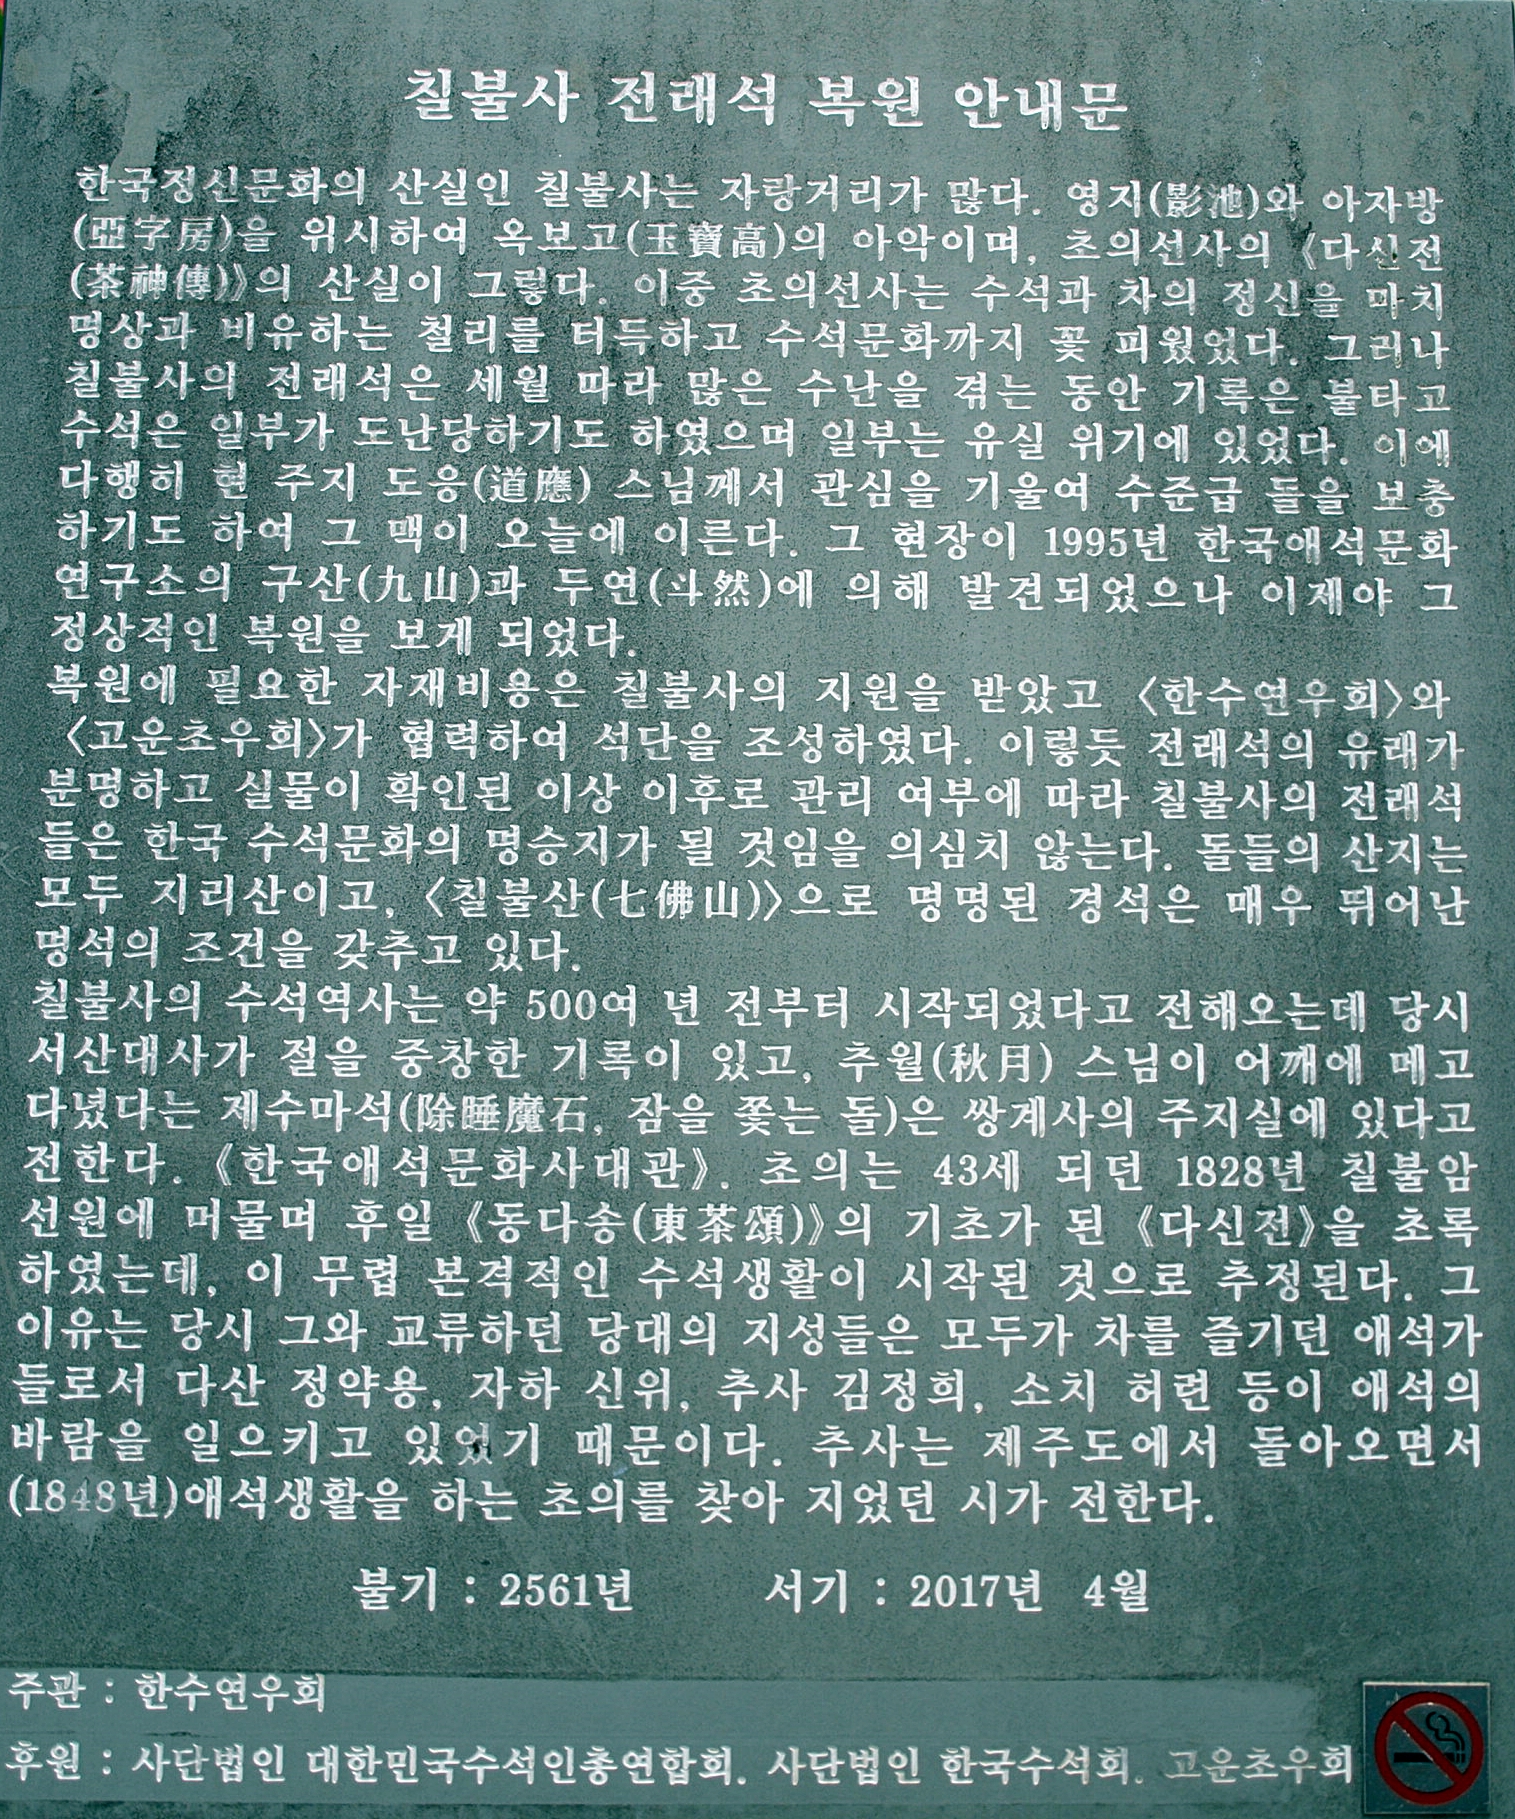 칠불사 전래석 복원 안내문
한국정신문화의 산실인 칠불사는 자랑거리가 많다. 영지(影池)와 아자방
(亞字房)을 위시하여 옥보고(玉寶高)의 아악이며, 초의선사의 《다신전
(茶神傳)》의 산실이 그렇다. 이중 초의선사는 수석과 차의 정신을 마치
명상과 비유하는 철리를 터득하고 수석문화까지 꽃 피웠었다. 그러나
칠불사의 전래석은 세월 따라 많은 수난을 겪는 동안 기록은 불타고
수석은 일부가 도난당하기도 하였으며 일부는 유실 위기에 있었다. 이에
다행히 현 주지 도응(道應) 스님께서 관심을 기울여 수준급 돌을 보충
하기도 하여 그 맥이 오늘에 이른다. 그 현장이 1995년 한국애석문화
연구소의 구산(九山)과 두연(斗然)에 의해 발견되었으나 이제야 그
정상적인 복원을 보게 되었다.
복원에 필요한 자재비용은 칠불사의 지원을 받았고 〈한수연우회〉와
〈고운초우회〉가 협력하여 석단을 조성하였다. 이렇듯 전래석의 유래가
분명하고 실물이 확인된 이상 이후로 관리 여부에 따라 칠불사의 전래석
들은 한국 수석문화의 명승지가 될 것임을 의심치 않는다. 돌들의 산지는
모두 지리산이고, 〈칠불산(七佛山)〉으로 명명된 경석은 매우 뛰어난
명석의 조건을 갖추고 있다.
칠불사의 수석역사는 약 500여 년 전부터 시작되었다고 전해오는데 당시
서산대사가 절을 중창한 기록이 있고, 추월(秋月) 스님이 어깨에 메고
다녔다는 제수마석(除睡魔石, 잠을 쫓는 돌)은 쌍계사의 주지실에 있다고
전한다. 《한국애석문화사대관》. 초의는 43세 되던 1828년 칠불암
선원에 머물며 후일 《동다송(東茶頌)》의 기초가 된 《다신전》을 초록
하였는데, 이 무렵 본격적인 수석생활이 시작된 것으로 추정된다. 그
이유는 당시 그와 교류하던 당대의 지성들은 모두가 차를 즐기던 애석가
들로서 다산 정약용, 자하 신위, 추사 김정희, 소치 허련 등이 애석의
바람을 일으키고 있었기 때문이다. 추사는 제주도에서 돌아오면서
(1848년)애석생활을 하는 초의를 찾아 지었던 시가 전한다.
불기 : 2561년 서기 : 2017년 4월
주관 : 한수연우회
후원 : 사단법인 대한민국수석인총연합회. 사단법인 한국수석회. 고운초우회